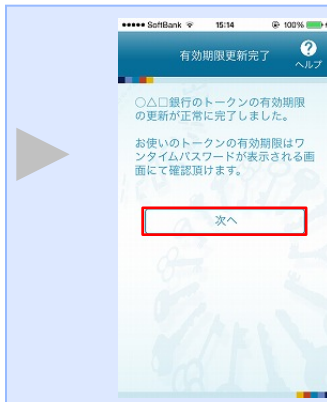 ●●●●● SoftBank 15:14 100%
有効期限更新完了
?
ヘルプ
○△□銀行のトークンの有効期限
の更新が正常に完了しました。
お使いのトークンの有効期限はワ
ンタイムパスワードが表示される画
面にて確認頂けます。
次へ